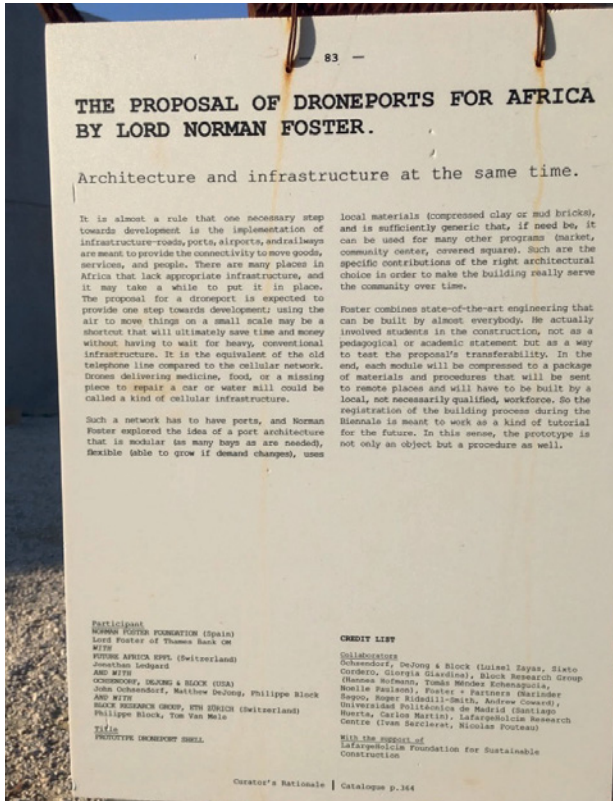 — 83 —
THE PROPOSAL OF DRONEPORTS FOR AFRICA
BY LORD NORMAN FOSTER.
Architecture and infrastructure at the same time.
It is almost a rule that one necessary step
towards development is the implementation of
infrastructure-roads, ports, airports, andrailways
are meant to provide the connectivity to move goods,
services, and people. There are many places in
Africa that lack appropriate infrastructure, and
it may take a while to put it in place.
The proposal for a droneport is expected to
provide one step towards development; using the
air to move things on a small scale may be a
shortcut that will ultimately save time and money
without having to wait for heavy, conventional
infrastructure. It is the equivalent of the old
telephone line compared to the cellular network.
Drones delivering medicine, food, or a missing
piece to repair a car or water mill could be
called a kind of cellular infrastructure.
Such a network has to have ports, and Norman
Foster explored the idea of a port architecture
that is modular (as many bays as are needed),
flexible (able to grow if demand changes), uses
local materials (compressed clay or mud bricks),
and is sufficiently generic that, if need be, it
can be used for many other programs (market,
community center, covered square). Such are the
specific contributions of the right architectural
choice in order to make the building really serve
the community over time.
Foster combines state-of-the-art engineering that
can be built by almost everybody. He actually
involved students in the construction, not as a
pedagogical or academic statement but as a way
to test the proposal's transferability. In the
end, each module will be compressed to a package
of materials and procedures that will be sent
to remote places and will have to be built by a
local, not necessarily qualified, workforce. So the
registration of the building process during the
Biennale is meant to work as a kind of tutorial
for the future. In this sense, the prototype is
not only an object but a procedure as well.
Participant
NORMAN FOSTER FOUNDATION (Spain)
Lord Foster of Thames Bank OM
WITH
FUTURE AFRICA EPFL (Switzerland)
Jonathan Ledgard
AND WITH
OCHSENDORF, DEJONG & BLOCK (USA)
John Ochsendorf, Matthew DeJong, Philippe Block
AND WITH
BLOCK RESEARCH GROUP, ETH ZÜRICH (Switzerland)
Philippe Block, Tom Van Mele
Title
PROTOTYPE DRONEPORT SHELL
CREDIT LIST
Collaborators
Ochsendorf, DeJong & Block (Luisel Zayas, Sixto
Cordero, Giorgia Giardina), Block Research Group
(Hannes Hofmann, Tomás Méndez Echenagucia,
Noelle Paulson), Foster + Partners (Narinder
Sagoo, Roger Ridsdill-Smith, Andrew Coward),
Universidad Politécnica de Madrid (Santiago
Huerta, Carlos Martin), LafargeHolcim Research
Centre (Ivan Serclerat, Nicolas Pouteau)
With the support of
LafargeHolcim Foundation for Sustainable
Construction
Curator's Rationale | Catalogue p.364